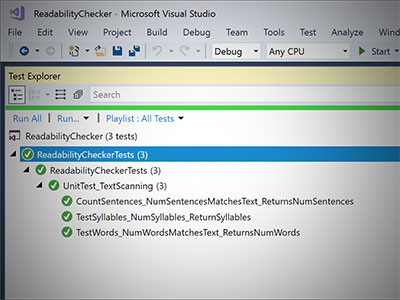 ReadabilityChecker - Microsoft Visual Studio
File Edit View Project Build Debug Team Tools Test Analyze Window
Debug Any CPU Start
Test Explorer
Search
Run All | Run... | Playlist : All Tests
ReadabilityChecker (3 tests)
ReadabilityCheckerTests (3)
ReadabilityCheckerTests (3)
UnitTest_TextScanning (3)
CountSentences_NumSentencesMatchesText_ReturnsNumSentences
TestSyllables_NumSyllables_ReturnSyllables
TestWords_NumWordsMatchesText_ReturnsNumWords